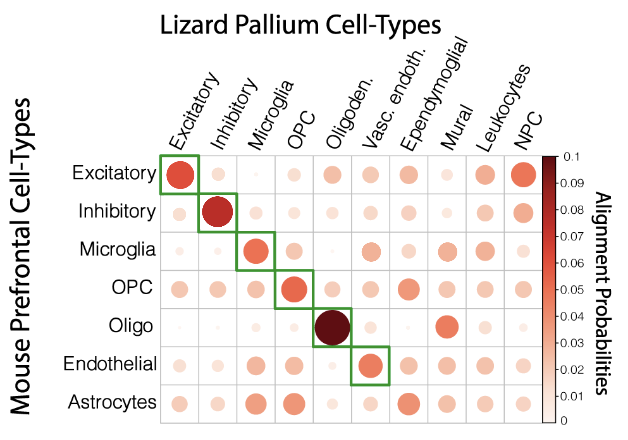 Lizard Pallium Cell-Types
Excitatory
Inhibitory
Microglia
OPC
Oligoden.
Vasc. endoth.
Ependymoglial
Mural
Leukocytes
NPC
Mouse Prefrontal Cell-Types
Excitatory
Inhibitory
Microglia
OPC
Oligo
Endothelial
Astrocytes
0.1
0.09
0.08
0.07
0.06
0.05
0.04
0.03
0.02
0.01
0
Alignment Probabilities